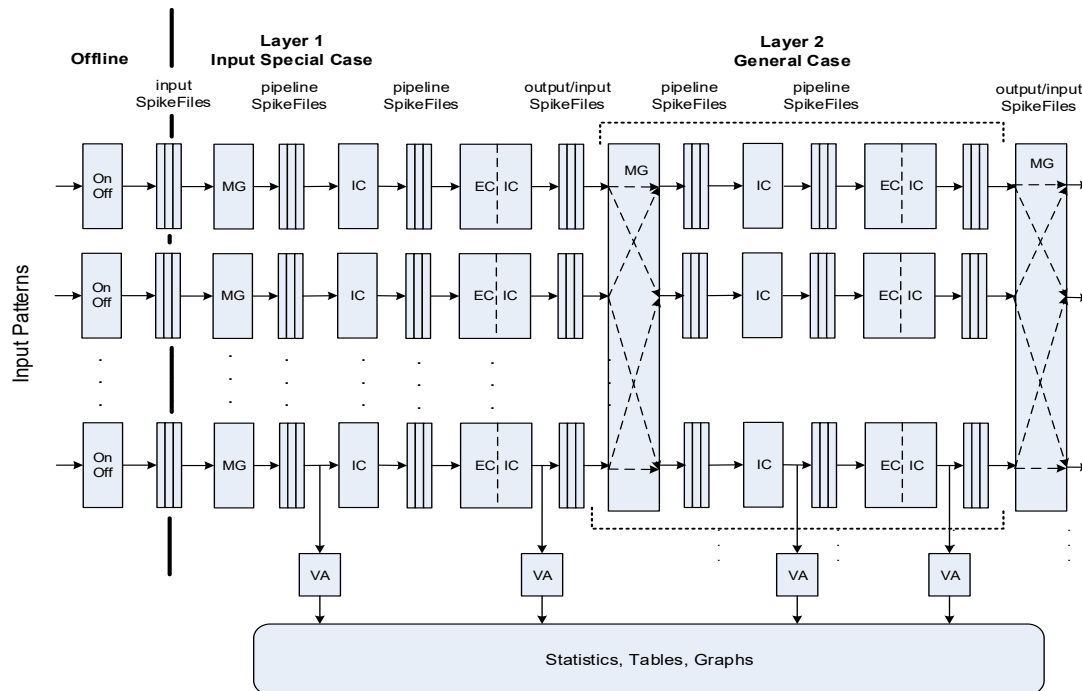 Offline
Layer 1
Input Special Case
Layer 2
General Case
input
SpikeFiles
pipeline
SpikeFiles
pipeline
SpikeFiles
output/input
SpikeFiles
pipeline
SpikeFiles
pipeline
SpikeFiles
output/input
SpikeFiles
Input Patterns
On
Off
MG
IC
EC IC
MG
IC
EC IC
MG
On
Off
MG
IC
EC IC
IC
EC IC
On
Off
MG
IC
EC IC
IC
EC IC
VA
VA
VA
VA
Statistics, Tables, Graphs